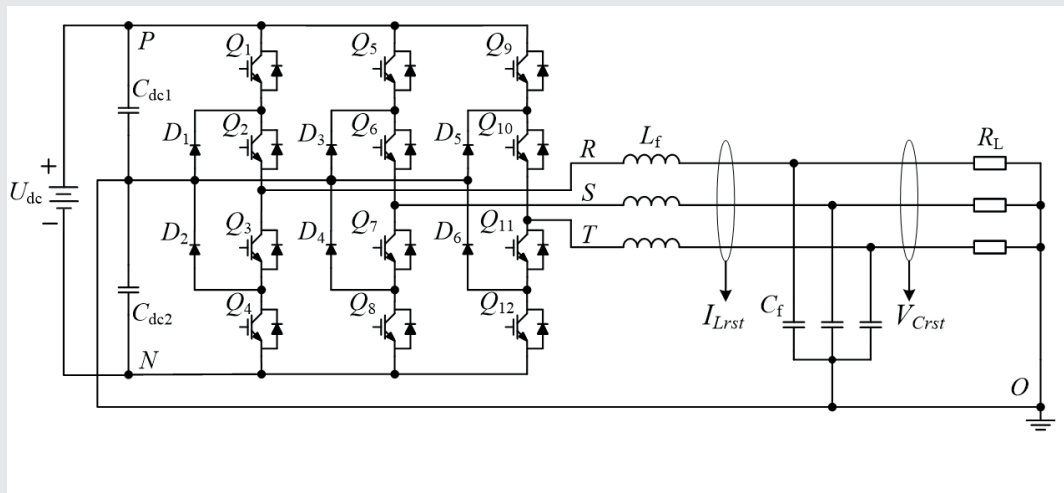 P
Q1
Q5
Q9
Cdc1
D1
Q2
D3
Q6
D5
Q10
R
Lf
RL
+
Udc
−
S
D2
Q3
D4
Q7
D6
Q11
T
Cdc2
Q4
Q8
Q12
ILrst
Cf
VCrst
N
O